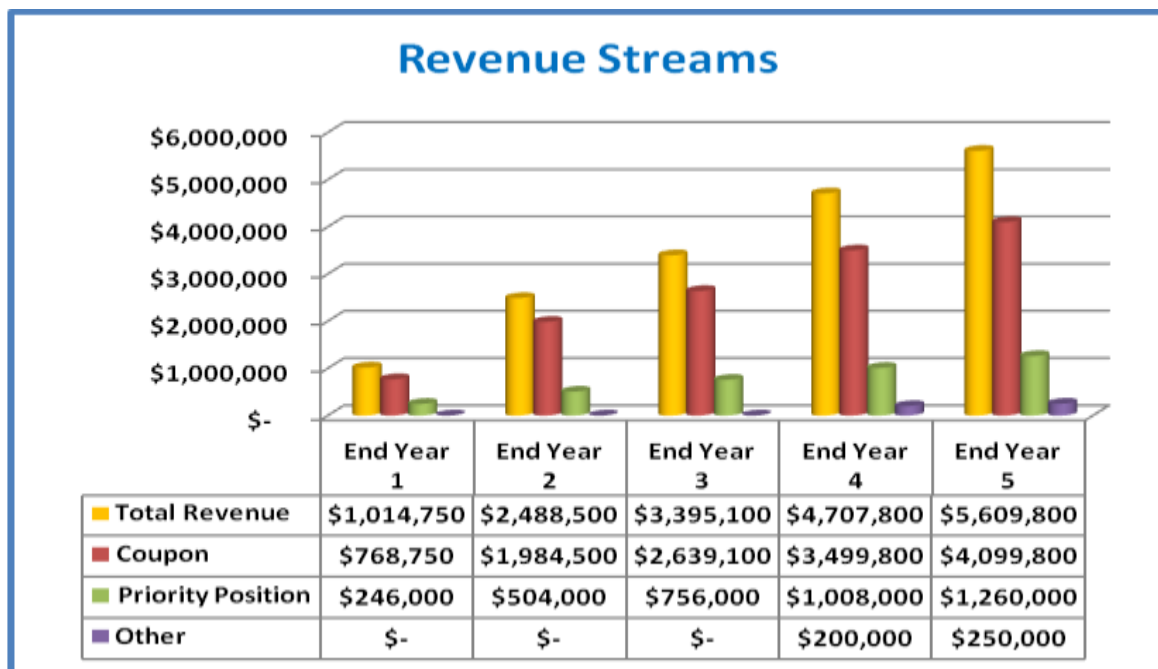 Revenue Streams
$6,000,000
$5,000,000
$4,000,000
$3,000,000
$2,000,000
$1,000,000
$-
End Year 1 End Year 2 End Year 3 End Year 4 End Year 5
Total Revenue $1,014,750 $2,488,500 $3,395,100 $4,707,800 $5,609,800
Coupon $768,750 $1,984,500 $2,639,100 $3,499,800 $4,099,800
Priority Position $246,000 $504,000 $756,000 $1,008,000 $1,260,000
Other $- $- $- $200,000 $250,000